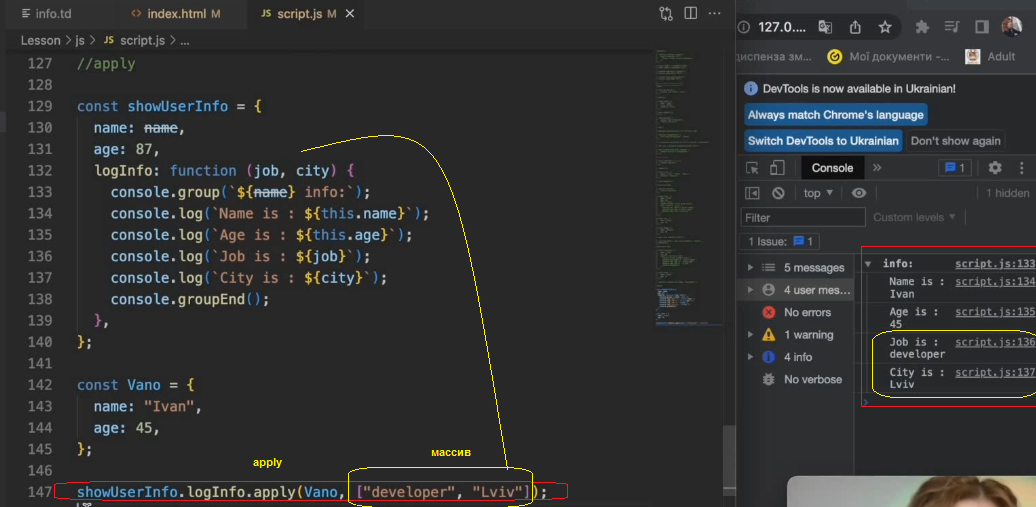 info.td
index.html M
JS script.js M
Lesson > js > JS script.js > ...
127 //apply
128
129 const showUserInfo = {
130 name: name,
131 age: 87,
132 logInfo: function (job, city) {
133 console.group(`${name} info:`);
134 console.log(`Name is : ${this.name}`);
135 console.log(`Age is : ${this.age}`);
136 console.log(`Job is : ${job}`);
137 console.log(`City is : ${city}`);
138 console.groupEnd();
139 },
140 };
141
142 const Vano = {
143 name: "Ivan",
144 age: 45,
145 };
146
apply
массив
147 showUserInfo.logInfo.apply(Vano, ["developer", "Lviv"]);
127.0....
зм...
Мої документи -...
Adult
DevTools is now available in Ukrainian!
Always match Chrome's language
Switch DevTools to Ukrainian
Don't show again
Console
1
top
1 hidden
Filter
Custom levels
1 Issue: 1
5 messages
4 user mes...
No errors
1 warning
4 info
No verbose
info: script.js:133
Name is : script.js:134
Ivan
Age is : script.js:135
45
Job is : script.js:136
developer
City is : script.js:137
Lviv